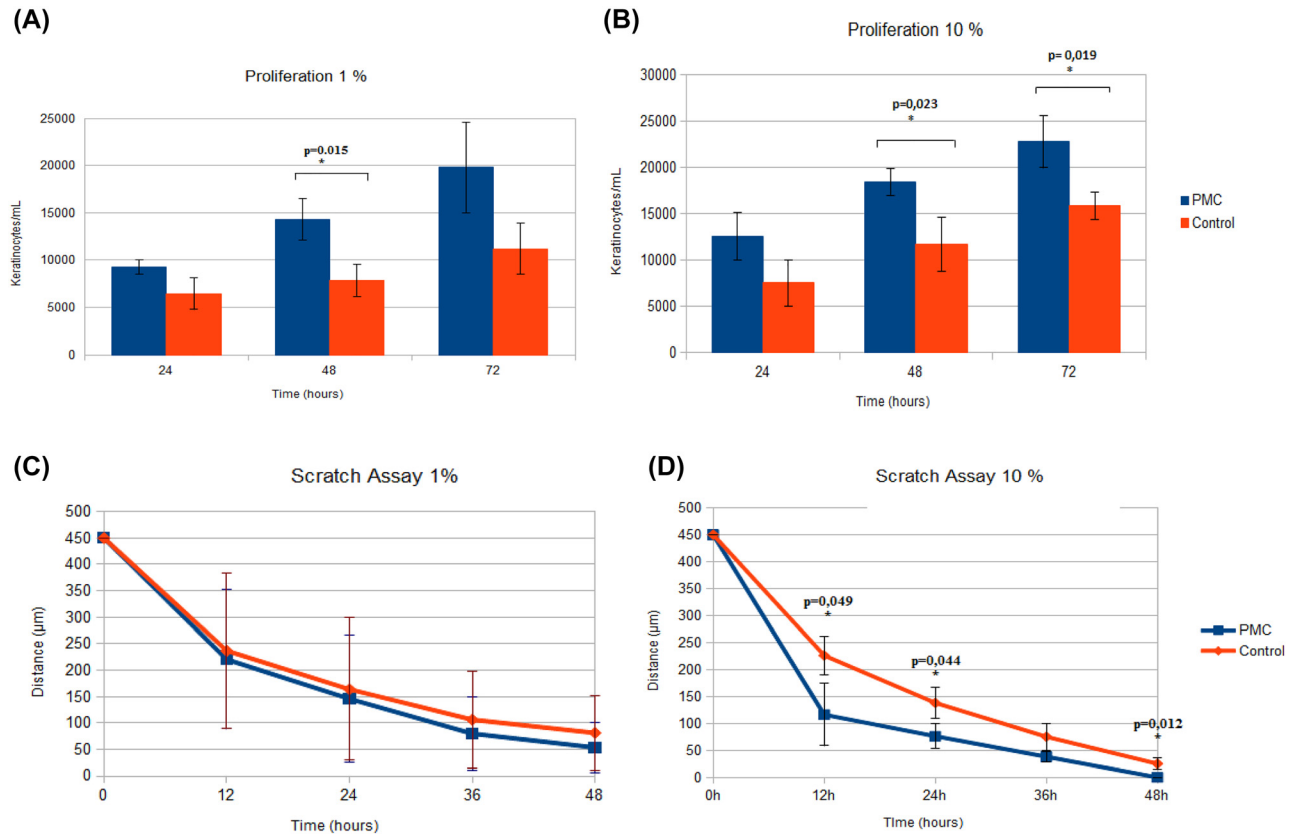 (A)
Proliferation 1 %
25000
20000
15000
10000
5000
0
Keratinocytes/mL
p=0.015
*
24 48 72
Time (hours)
(B)
Proliferation 10 %
30000
25000
20000
15000
10000
5000
0
Keratinocytes/mL
p=0,023
*
p= 0,019
*
24 48 72
Time (hours)
PMC
Control
(C)
Scratch Assay 1%
500
450
400
350
300
250
200
150
100
50
0
Distance (µm)
0 12 24 36 48
Time (hours)
(D)
Scratch Assay 10 %
500
450
400
350
300
250
200
150
100
50
0
Distance (µm)
p=0,049
*
p=0,044
*
p=0,012
*
0h 12h 24h 36h 48h
TIme (hours)
PMC
Control